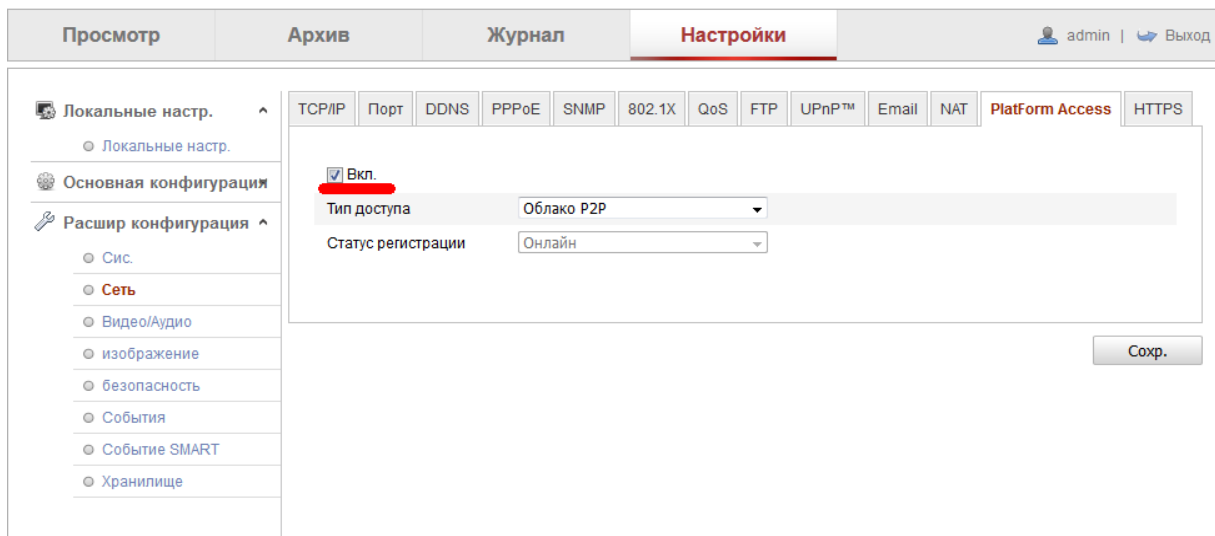 Просмотр Архив Журнал Настройки admin | Выход
Локальные настр.
Локальные настр.
Основная конфигурация
Расшир конфигурация
Сис.
Сеть
Видео/Аудио
изображение
безопасность
События
Событие SMART
Хранилище
TCP/IP Порт DDNS PPPoE SNMP 802.1X QoS FTP UPnP™ Email NAT PlatForm Access HTTPS
Вкл.
Тип доступа Облако P2P
Статус регистрации Онлайн
Сохр.